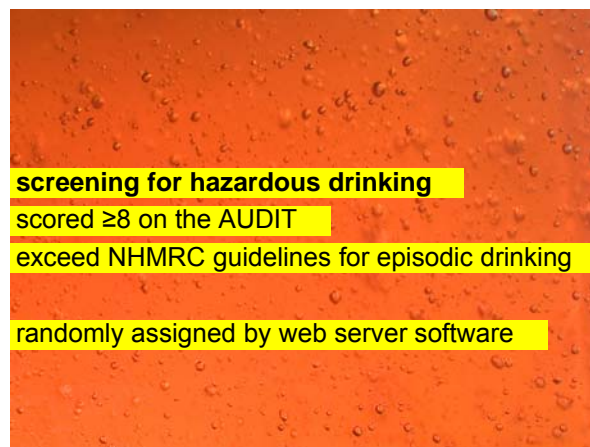 screening for hazardous drinking
scored ≥8 on the AUDIT
exceed NHMRC guidelines for episodic drinking
randomly assigned by web server software